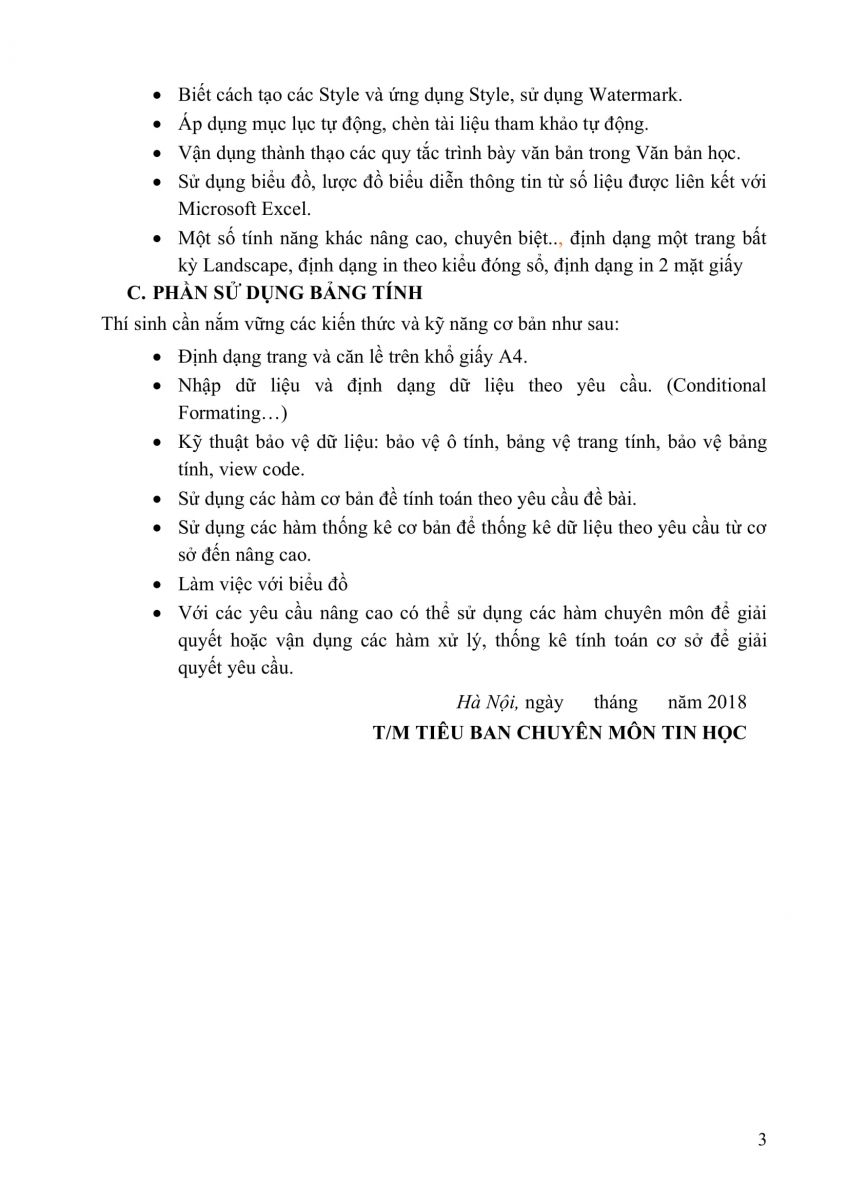 • Biết cách tạo các Style và ứng dụng Style, sử dụng Watermark.
• Áp dụng mục lục tự động, chèn tài liệu tham khảo tự động.
• Vận dụng thành thạo các quy tắc trình bày văn bản trong Văn bản học.
• Sử dụng biểu đồ, lược đồ biểu diễn thông tin từ số liệu được liên kết với
Microsoft Excel.
• Một số tính năng khác nâng cao, chuyên biệt.., định dạng một trang bất
kỳ Landscape, định dạng in theo kiểu đóng sổ, định dạng in 2 mặt giấy
C. PHẦN SỬ DỤNG BẢNG TÍNH
Thí sinh cần nắm vững các kiến thức và kỹ năng cơ bản như sau:
• Định dạng trang và căn lề trên khổ giấy A4.
• Nhập dữ liệu và định dạng dữ liệu theo yêu cầu. (Conditional
Formating…)
• Kỹ thuật bảo vệ dữ liệu: bảo vệ ô tính, bảng vệ trang tính, bảo vệ bảng
tính, view code.
• Sử dụng các hàm cơ bản đề tính toán theo yêu cầu đề bài.
• Sử dụng các hàm thống kê cơ bản để thống kê dữ liệu theo yêu cầu từ cơ
sở đến nâng cao.
• Làm việc với biểu đồ
• Với các yêu cầu nâng cao có thể sử dụng các hàm chuyên môn để giải
quyết hoặc vận dụng các hàm xử lý, thống kê tính toán cơ sở để giải
quyết yêu cầu.
Hà Nội, ngày tháng năm 2018
T/M TIÊU BAN CHUYÊN MÔN TIN HỌC
3